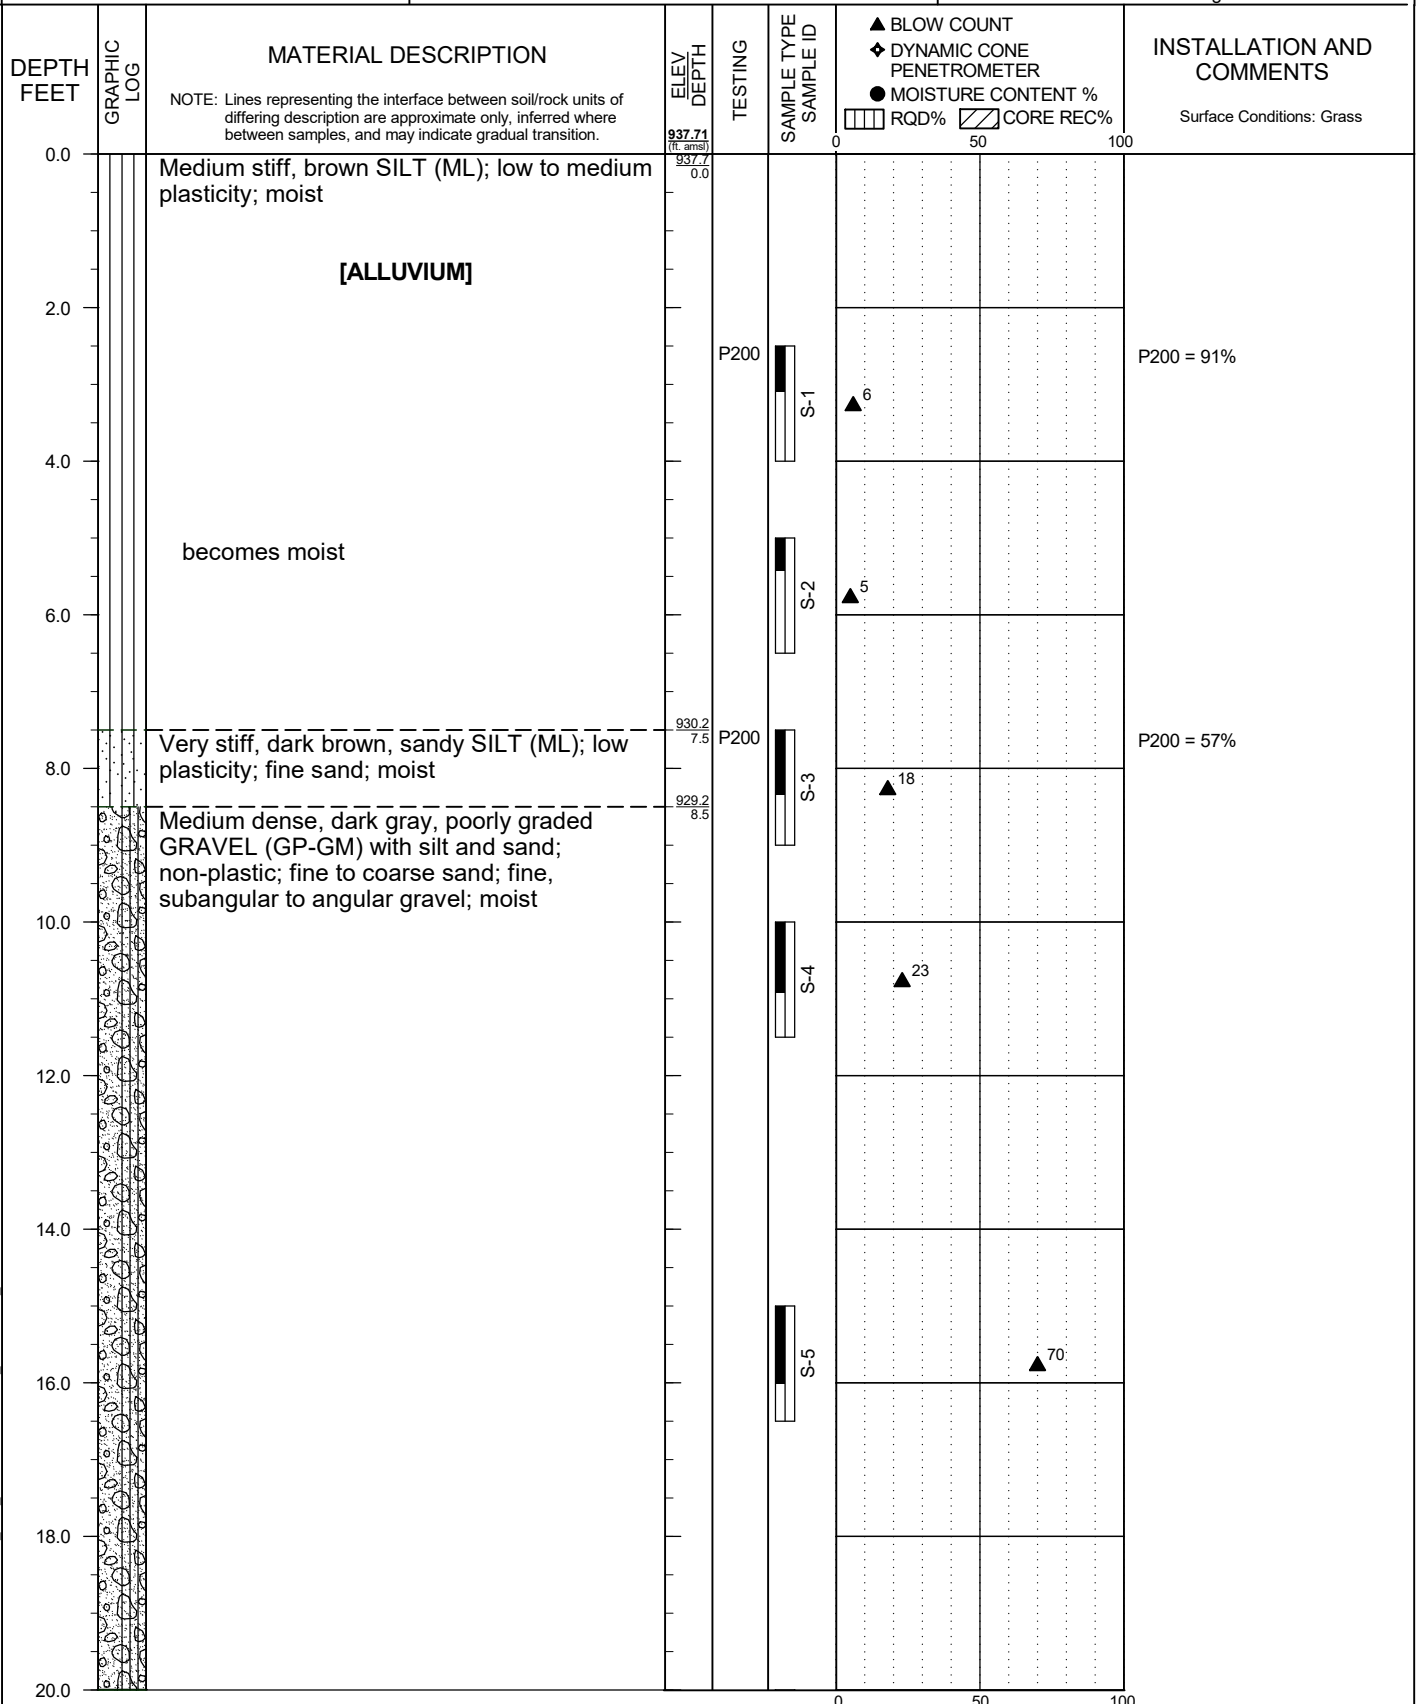 DEPTH
FEET
GRAPHIC
LOG
MATERIAL DESCRIPTION
NOTE: Lines representing the interface between soil/rock units of
differing description are approximate only, inferred where
between samples, and may indicate gradual transition.
ELEV
DEPTH
937.71
(ft. amsl)
TESTING
SAMPLE TYPE
SAMPLE ID
BLOW COUNT
DYNAMIC CONE
PENETROMETER
MOISTURE CONTENT %
RQD% CORE REC%
0 50 100
INSTALLATION AND
COMMENTS
Surface Conditions: Grass
0.0
Medium stiff, brown SILT (ML); low to medium
plasticity; moist
937.7
0.0
[ALLUVIUM]
2.0
P200
S-1
6
P200 = 91%
4.0
becomes moist
S-2
5
6.0
930.2
7.5
Very stiff, dark brown, sandy SILT (ML); low
plasticity; fine sand; moist
P200
S-3
18
P200 = 57%
8.0
929.2
8.5
Medium dense, dark gray, poorly graded
GRAVEL (GP-GM) with silt and sand;
non-plastic; fine to coarse sand; fine,
subangular to angular gravel; moist
10.0
S-4
23
12.0
14.0
S-5
70
16.0
18.0
20.0
0 50 100